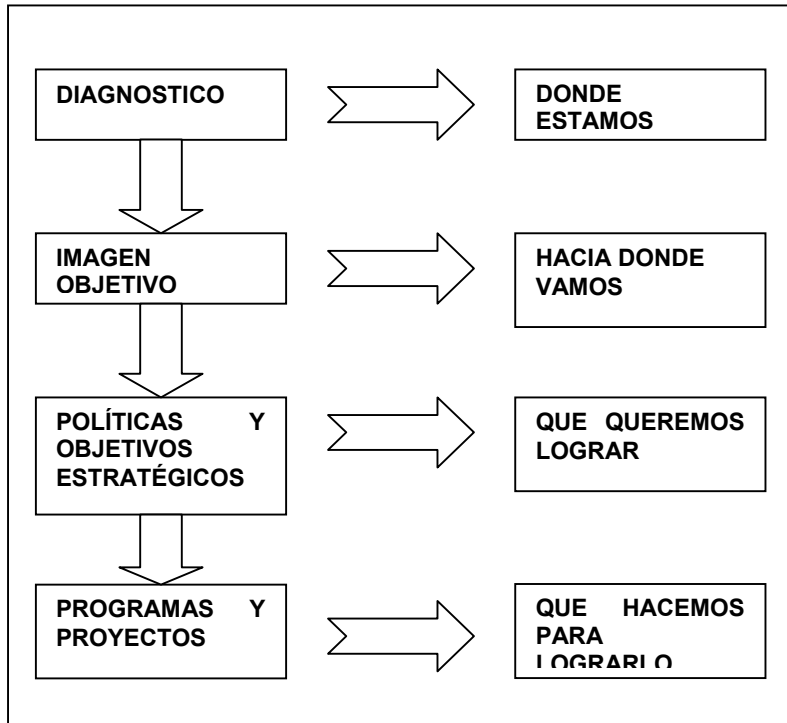 DIAGNOSTICO
DONDE
ESTAMOS
IMAGEN
OBJETIVO
HACIA DONDE
VAMOS
POLÍTICAS Y
OBJETIVOS
ESTRATÉGICOS
QUE QUEREMOS
LOGRAR
PROGRAMAS Y
PROYECTOS
QUE HACEMOS
PARA
LOGRARLO